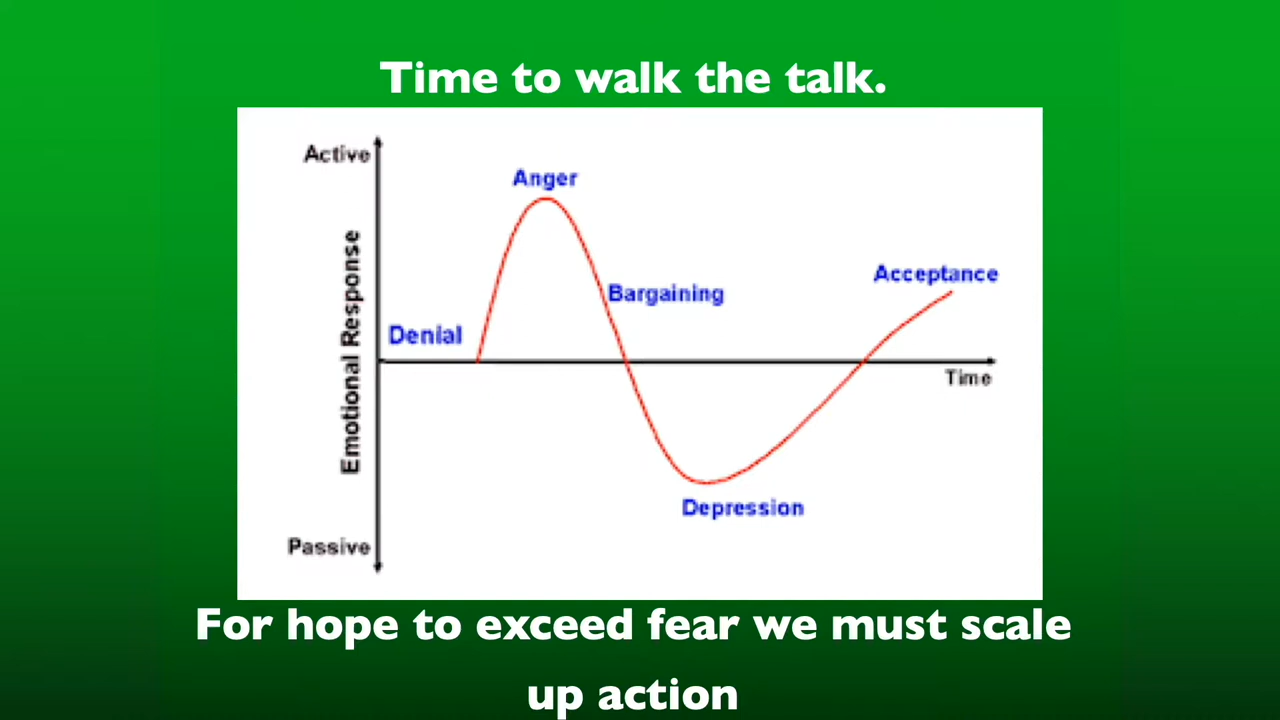 Time to walk the talk.
Active
Anger
Acceptance
Bargaining
Denial
Emotional Response
Time
Depression
Passive
For hope to exceed fear we must scale
up action